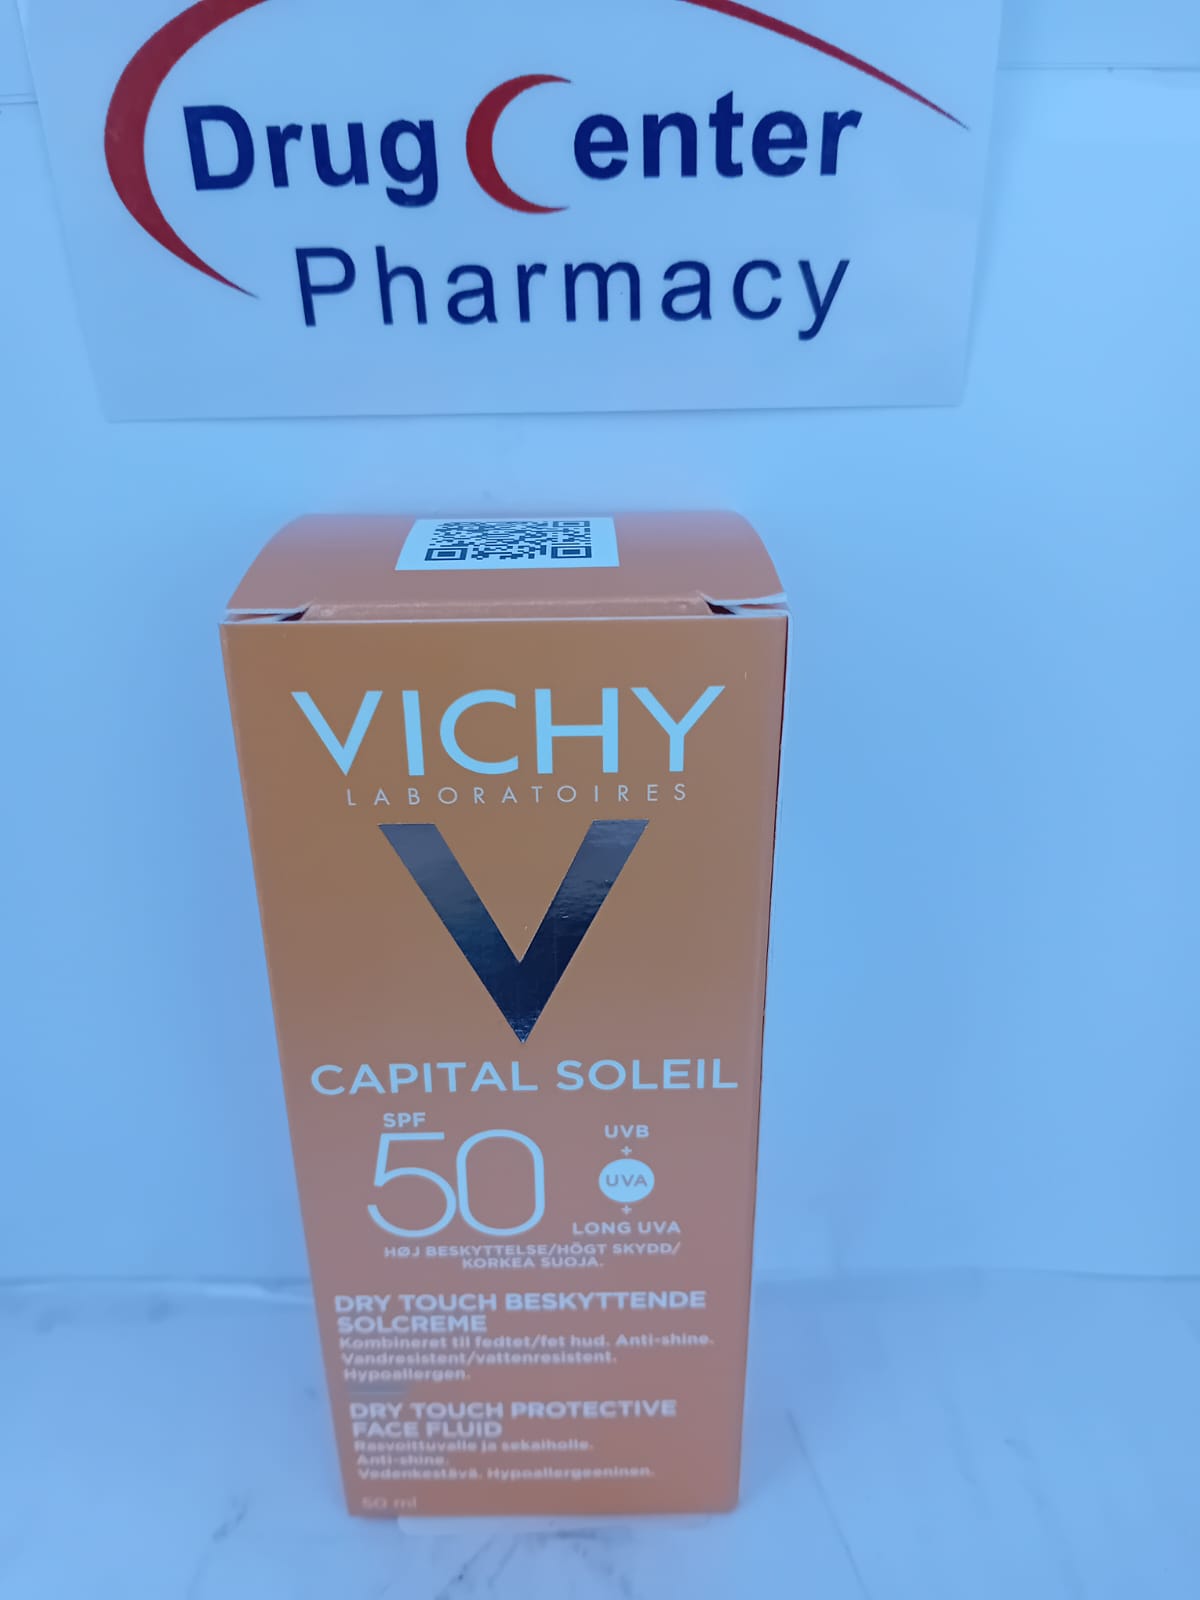 Drug Center
Pharmacy
VICHY
LABORATOIRES
CAPITAL SOLEIL
SPF
50
UVB
+
UVA
+
LONG UVA
HØJ BESKYTTELSE/HÖGT SKYDD/
KORKEA SUOJA.
DRY TOUCH BESKYTTENDE
SOLCREME
Kombineret til fedtet/fet hud. Anti-shine.
Vandresistent/vattenresistent.
Hypoallergen.
DRY TOUCH PROTECTIVE
FACE FLUID
Rasvoittuvalle ja sekaiholle.
Anti-shine.
Vedenkestävä. Hypoallergeeninen.
50 ml